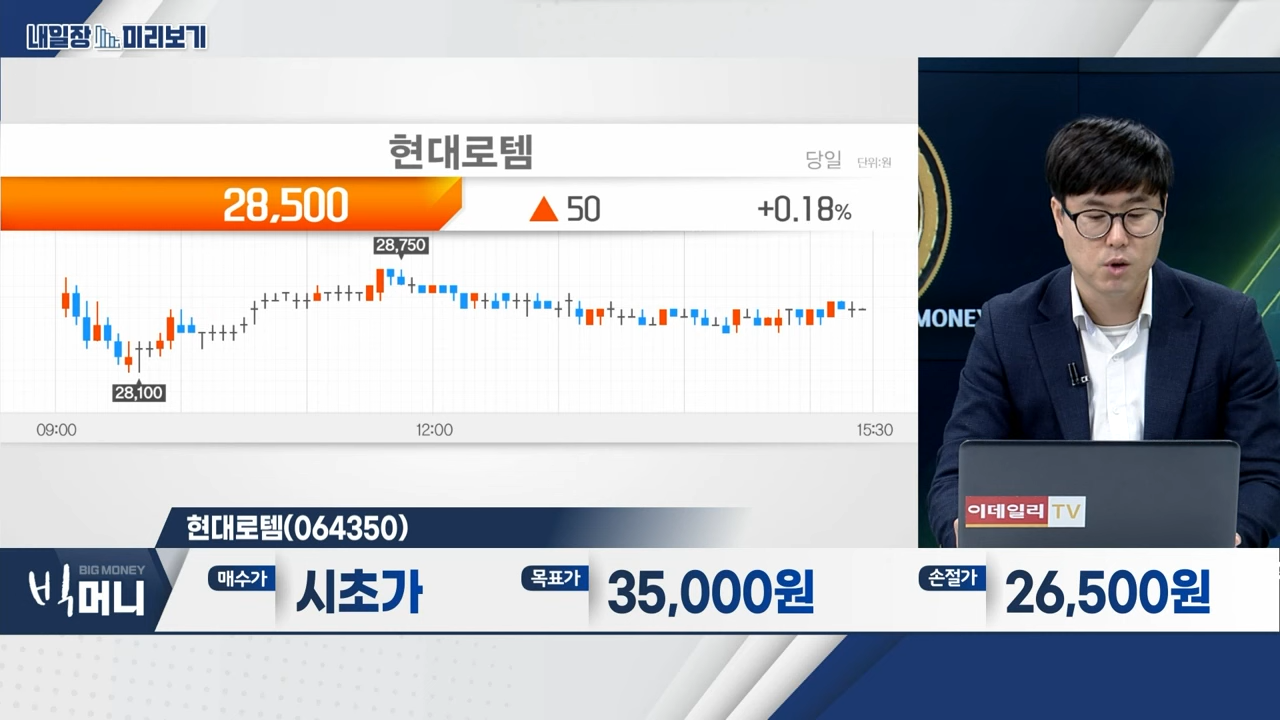 내일장 미리보기
현대로템
당일 단위:원
28,500 ▲ 50 +0.18%
28,750
28,100
09:00 12:00 15:30
MONEY
이데일리 TV
현대로템(064350)
BIG MONEY
빅머니
매수가 시초가 목표가 35,000원 손절가 26,500원